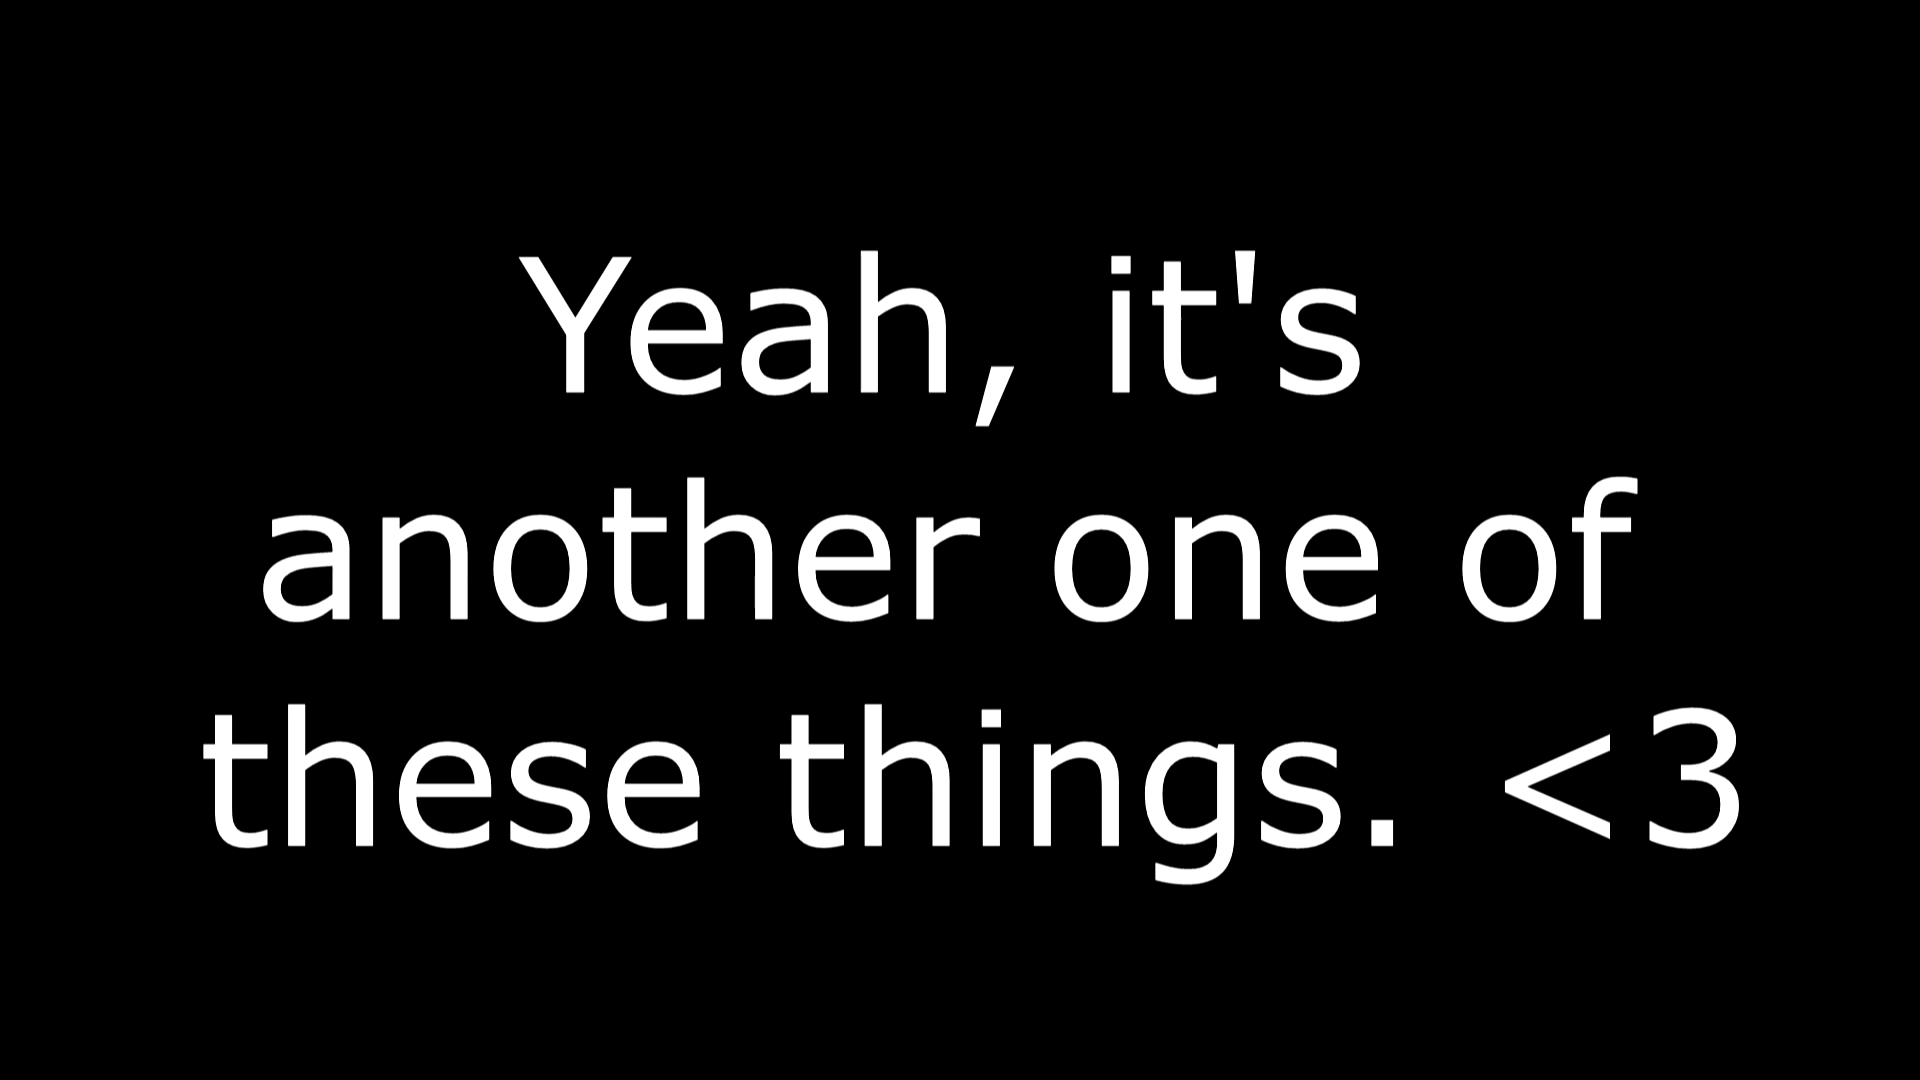 Yeah, it's
another one of
these things. <3